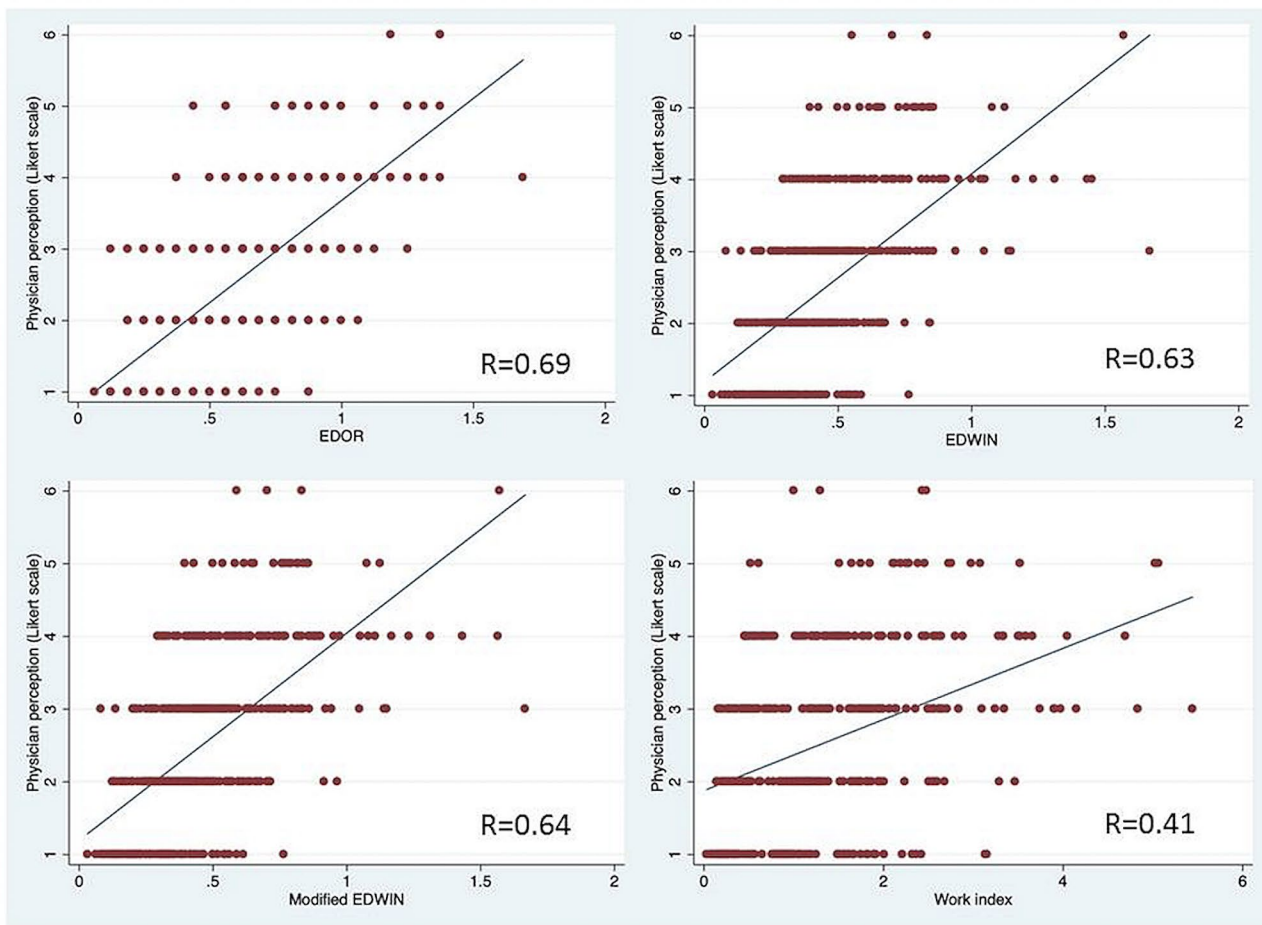 Physician perception (Likert scale)
6
5
4
3
2
1
R=0.69
0 .5 1 1.5 2
EDOR
Physician perception (Likert scale)
6
5
4
3
2
1
R=0.63
0 .5 1 1.5 2
EDWIN
Physician perception (Likert scale)
6
5
4
3
2
1
R=0.64
0 .5 1 1.5 2
Modified EDWIN
Physician perception (Likert scale)
6
5
4
3
2
1
R=0.41
0 2 4 6
Work index